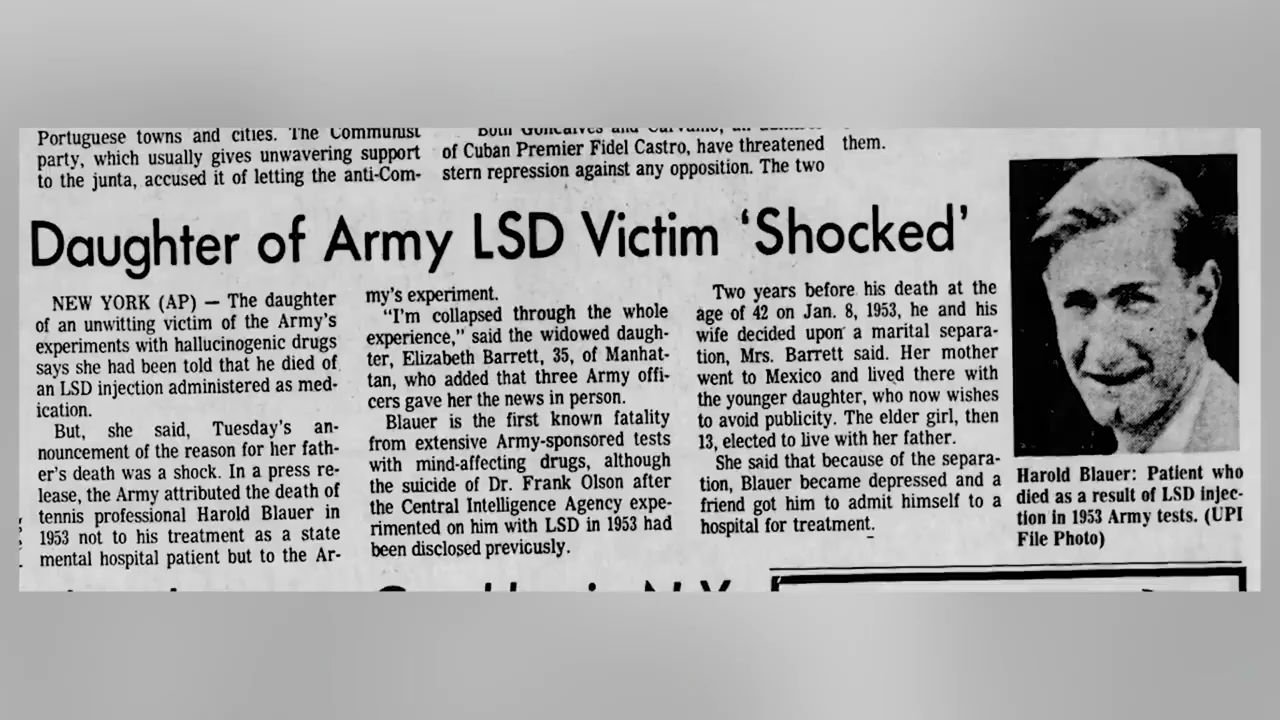 Portuguese towns and cities. The Communist
party, which usually gives unwavering support
to the junta, accused it of letting the anti-Com-
Both Goncalves and Carvalho, all
of Cuban Premier Fidel Castro, have threatened
stern repression against any opposition. The two
them.
Daughter of Army LSD Victim 'Shocked'
NEW YORK (AP) — The daughter
of an unwitting victim of the Army's
experiments with hallucinogenic drugs
says she had been told that he died of
an LSD injection administered as med-
ication.
But, she said, Tuesday's an-
nouncement of the reason for her fath-
er's death was a shock. In a press re-
lease, the Army attributed the death of
tennis professional Harold Blauer in
1953 not to his treatment as a state
mental hospital patient but to the Ar-
my's experiment.
"I'm collapsed through the whole
experience," said the widowed daugh-
ter, Elizabeth Barrett, 35, of Manhat-
tan, who added that three Army offi-
cers gave her the news in person.
Blauer is the first known fatality
from extensive Army-sponsored tests
with mind-affecting drugs, although
the suicide of Dr. Frank Olson after
the Central Intelligence Agency expe-
rimented on him with LSD in 1953 had
been disclosed previously.
Two years before his death at the
age of 42 on Jan. 8, 1953, he and his
wife decided upon a marital separa-
tion, Mrs. Barrett said. Her mother
went to Mexico and lived there with
the younger daughter, who now wishes
to avoid publicity. The elder girl, then
13, elected to live with her father.
She said that because of the separa-
tion, Blauer became depressed and a
friend got him to admit himself to a
hospital for treatment.
Harold Blauer: Patient who
died as a result of LSD injec-
tion in 1953 Army tests. (UPI
File Photo)